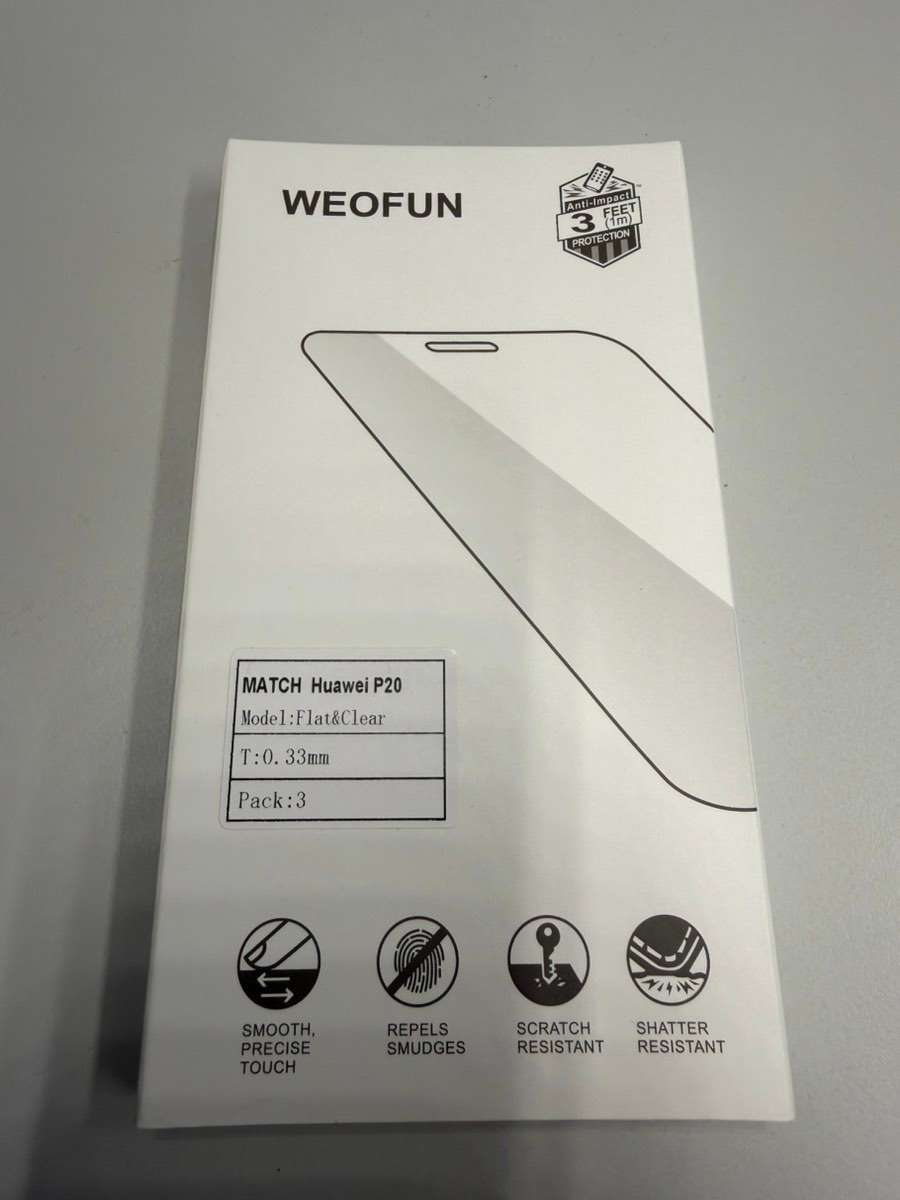 WEOFUN
Anti-Impact
3 FEET
(1m)
PROTECTION
™
MATCH Huawei P20
Model:Flat&Clear
T:0.33mm
Pack:3
SMOOTH,
PRECISE
TOUCH
REPELS
SMUDGES
SCRATCH
RESISTANT
SHATTER
RESISTANT